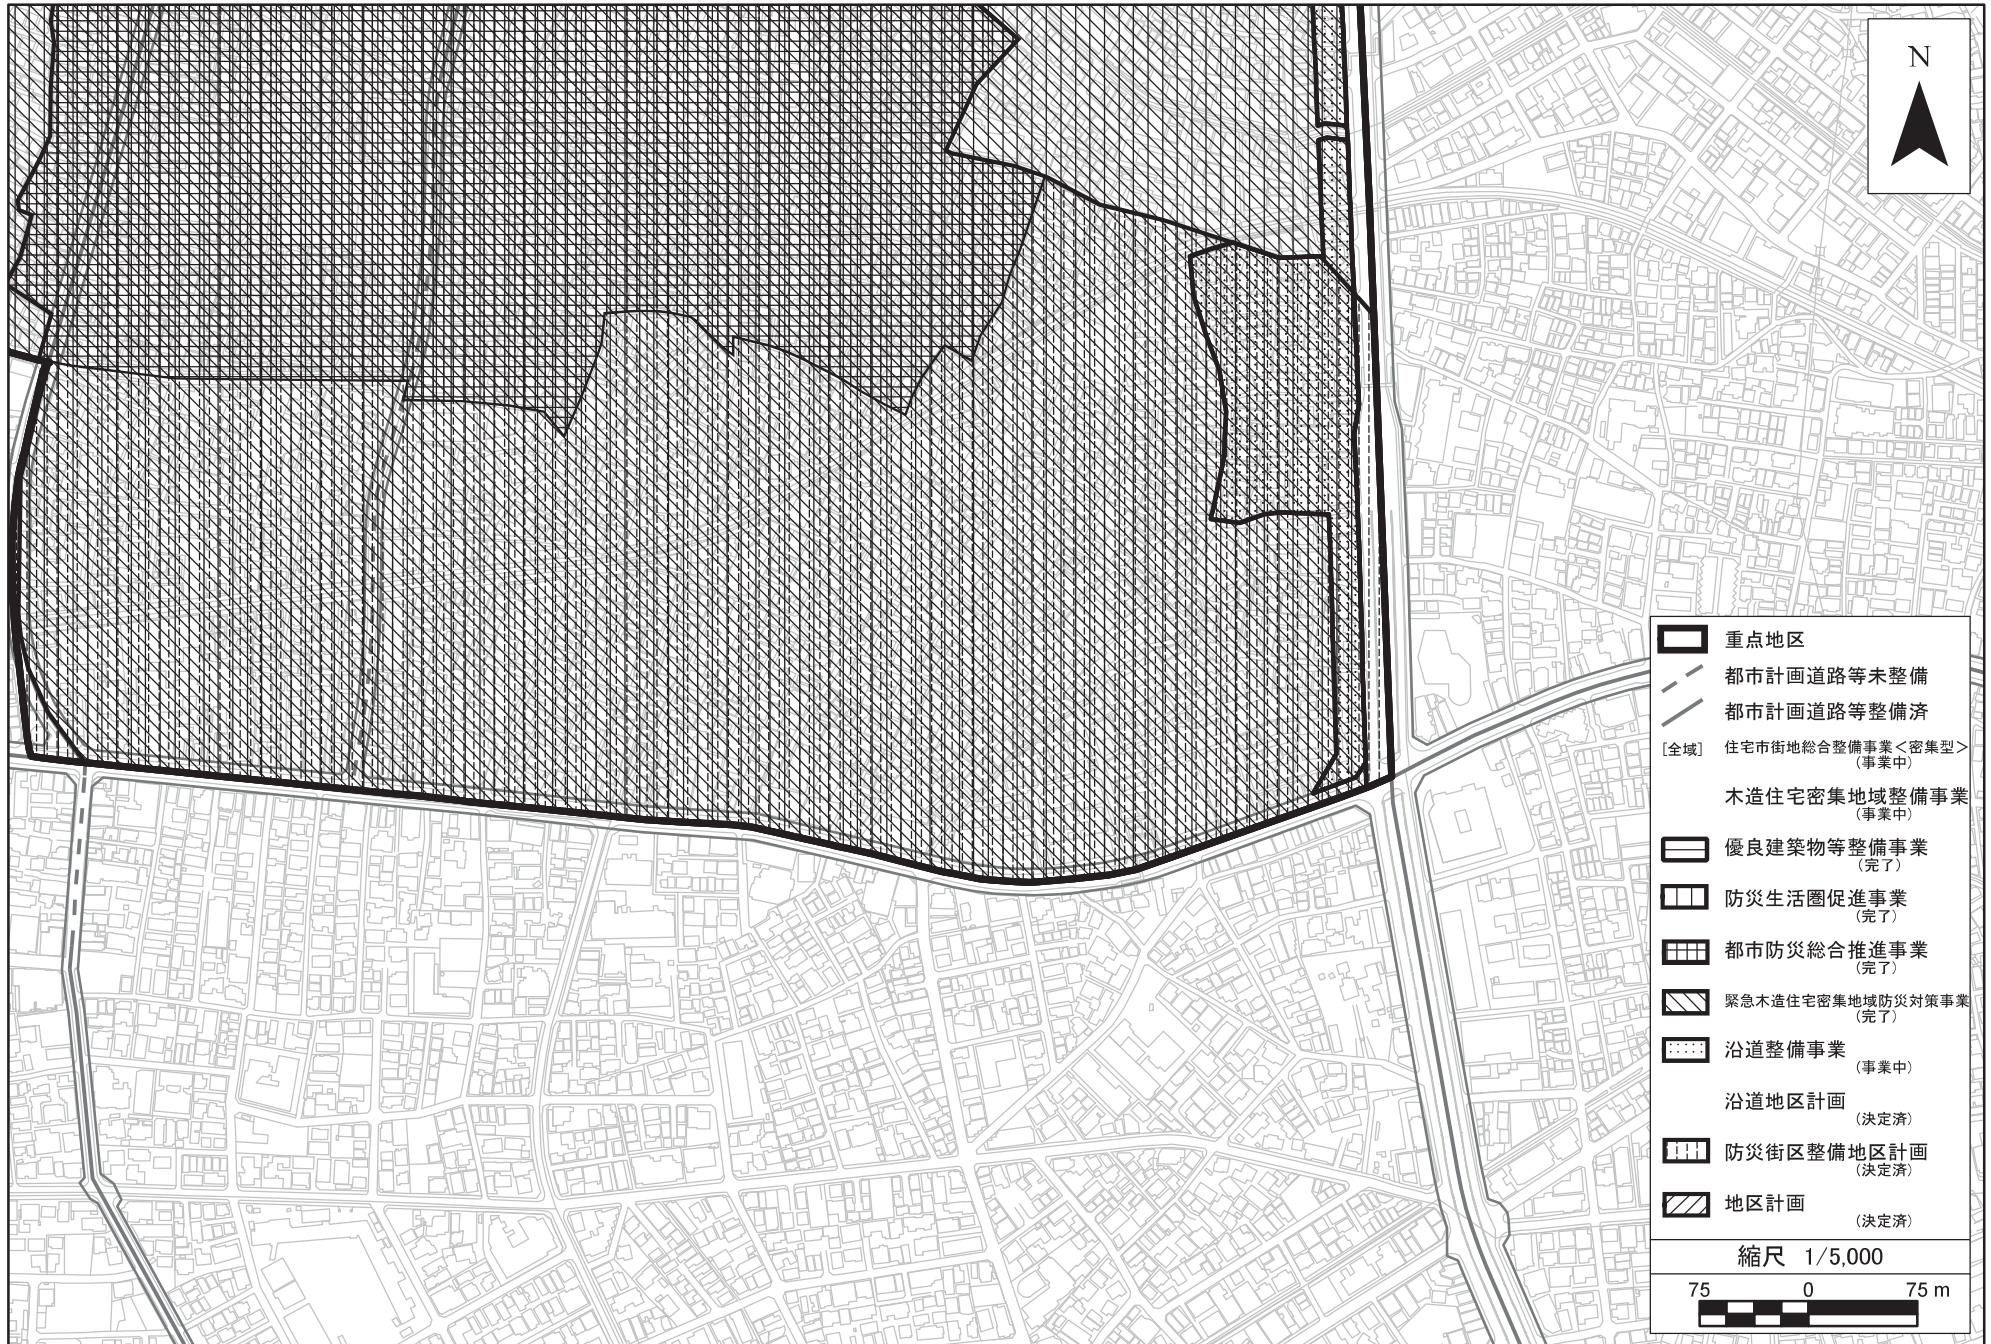 N
重点地区
都市計画道路等未整備
都市計画道路等整備済
[全域] 住宅市街地総合整備事業<密集型>
(事業中)
木造住宅密集地域整備事業
(事業中)
優良建築物等整備事業
(完了)
防災生活圏促進事業
(完了)
都市防災総合推進事業
(完了)
緊急木造住宅密集地域防災対策事業
(完了)
沿道整備事業
(事業中)
沿道地区計画
(決定済)
防災街区整備地区計画
(決定済)
地区計画
(決定済)
縮尺 1/5,000
75 0 75 m